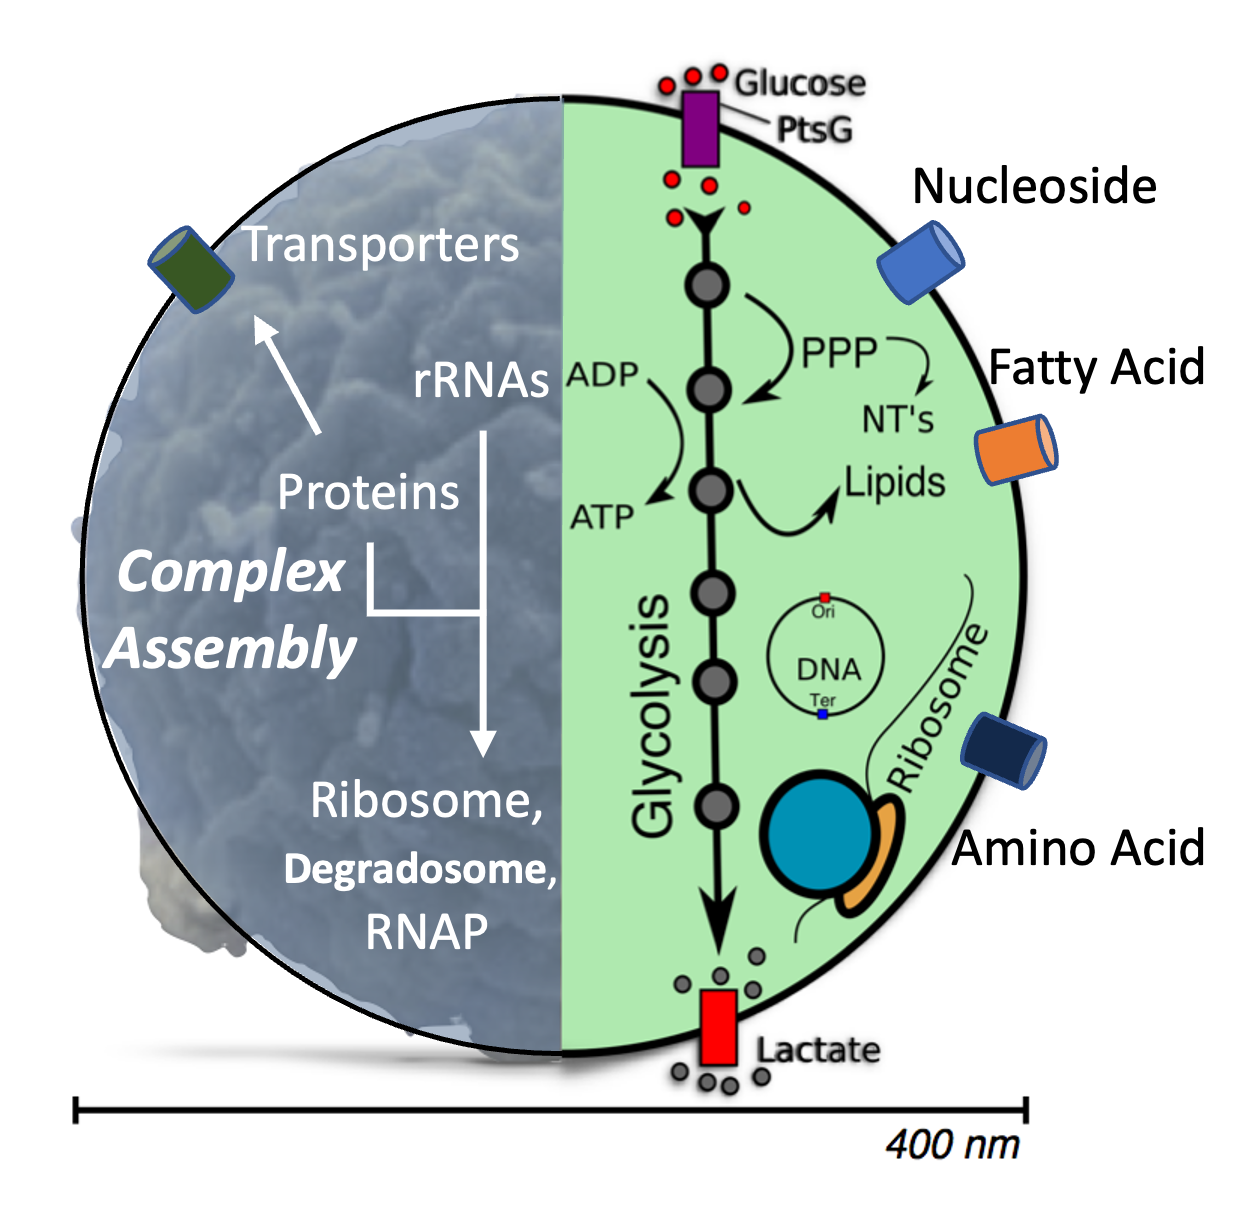 Glucose
PtsG
Nucleoside
Transporters
rRNAs
ADP
PPP
Fatty Acid
NT's
Proteins
Lipids
ATP
Complex
Assembly
Glycolysis
Ori
DNA
Ter
Ribosome
Ribosome,
Degradosome,
RNAP
Amino Acid
Lactate
400 nm